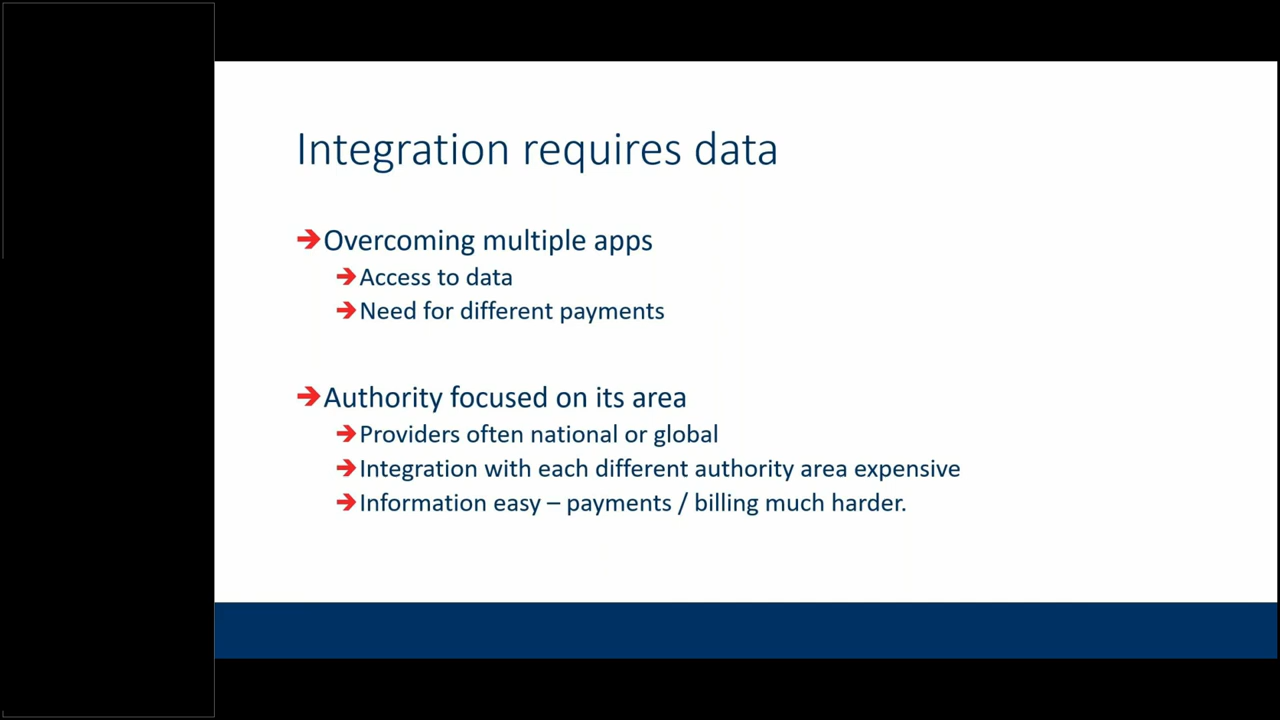 Integration requires data
➔Overcoming multiple apps
➔Access to data
➔Need for different payments
➔Authority focused on its area
➔Providers often national or global
➔Integration with each different authority area expensive
➔Information easy – payments / billing much harder.